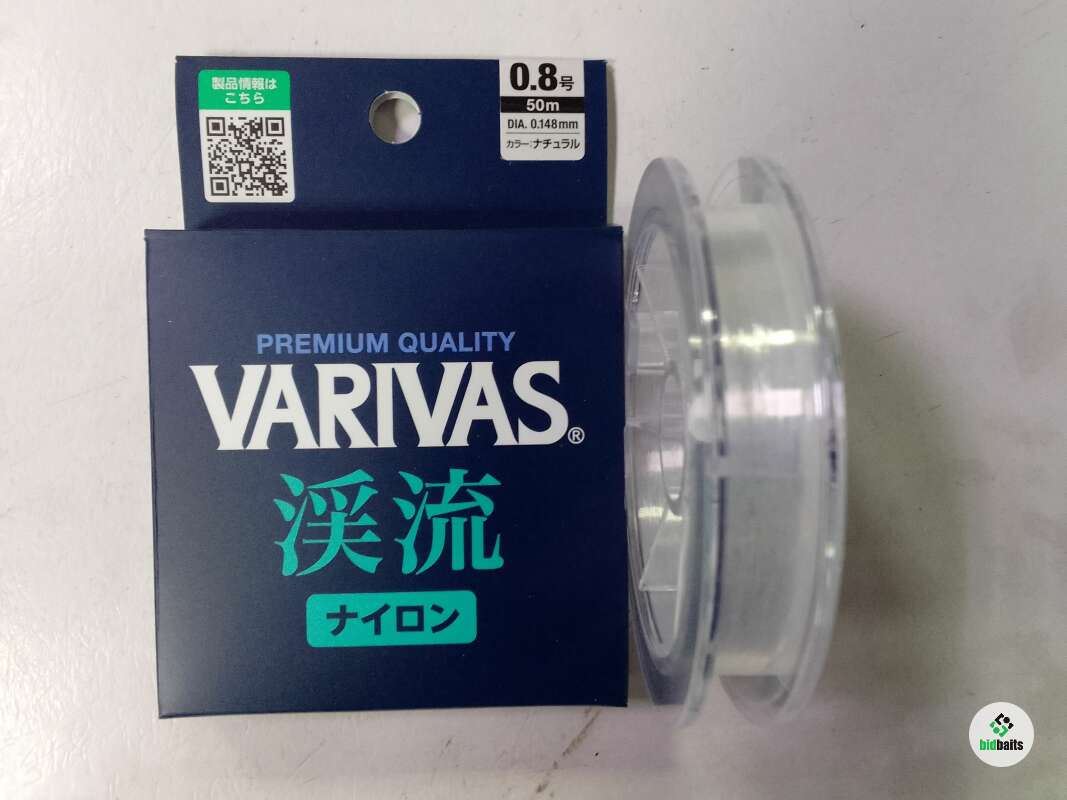 製品情報は
こちら
0.8号
50m
DIA. 0.148mm
カラー:ナチュラル
PREMIUM QUALITY
VARIVAS®
渓流
ナイロン
bidbaits